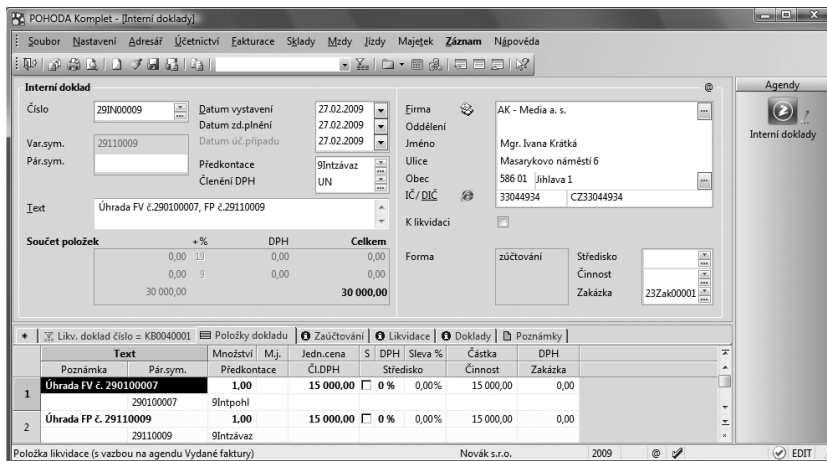 POHODA Komplet - [Interní doklady]
Soubor Nastavení Adresář Účetnictví Fakturace Sklady Mzdy Jízdy Majetek Záznam Nápověda
Interní doklad @
Číslo 29IN00009
Datum vystavení 27.02.2009
Datum zd.plnění 27.02.2009
Var.sym. 29110009
Datum úč.případu 27.02.2009
Pár.sym.
Předkontace 9Intzávaz
Členění DPH UN
Text Úhrada FV č.290100007, FP č.29110009
Součet položek +% DPH Celkem
0,00 19 0,00 0,00
0,00 9 0,00 0,00
30 000,00 30 000,00
Firma AK - Media a. s.
Oddělení
Jméno Mgr. Ivana Krátká
Ulice Masarykovo náměstí 6
Obec 586 01 Jihlava 1
IČ/DIČ 33044934 CZ33044934
K likvidaci
Forma zúčtování
Středisko
Činnost
Zakázka 23Zak00001
Agendy
Interní doklady
* Likv. doklad číslo = KB0040001 Položky dokladu Zaúčtování Likvidace Doklady Poznámky
Text Množství M.j. Jedn.cena S DPH Sleva % Částka DPH
Poznámka Pár.sym. Předkontace Čl.DPH Středisko Činnost Zakázka
1 Úhrada FV č. 290100007 1,00 15 000,00 0 % 0,00% 15 000,00 0,00
290100007 9Intpohl
2 Úhrada FP č. 29110009 1,00 15 000,00 0 % 0,00% 15 000,00 0,00
29110009 9Intzávaz
Položka likvidace (s vazbou na agendu Vydané faktury) Novák s.r.o. 2009 @ EDIT